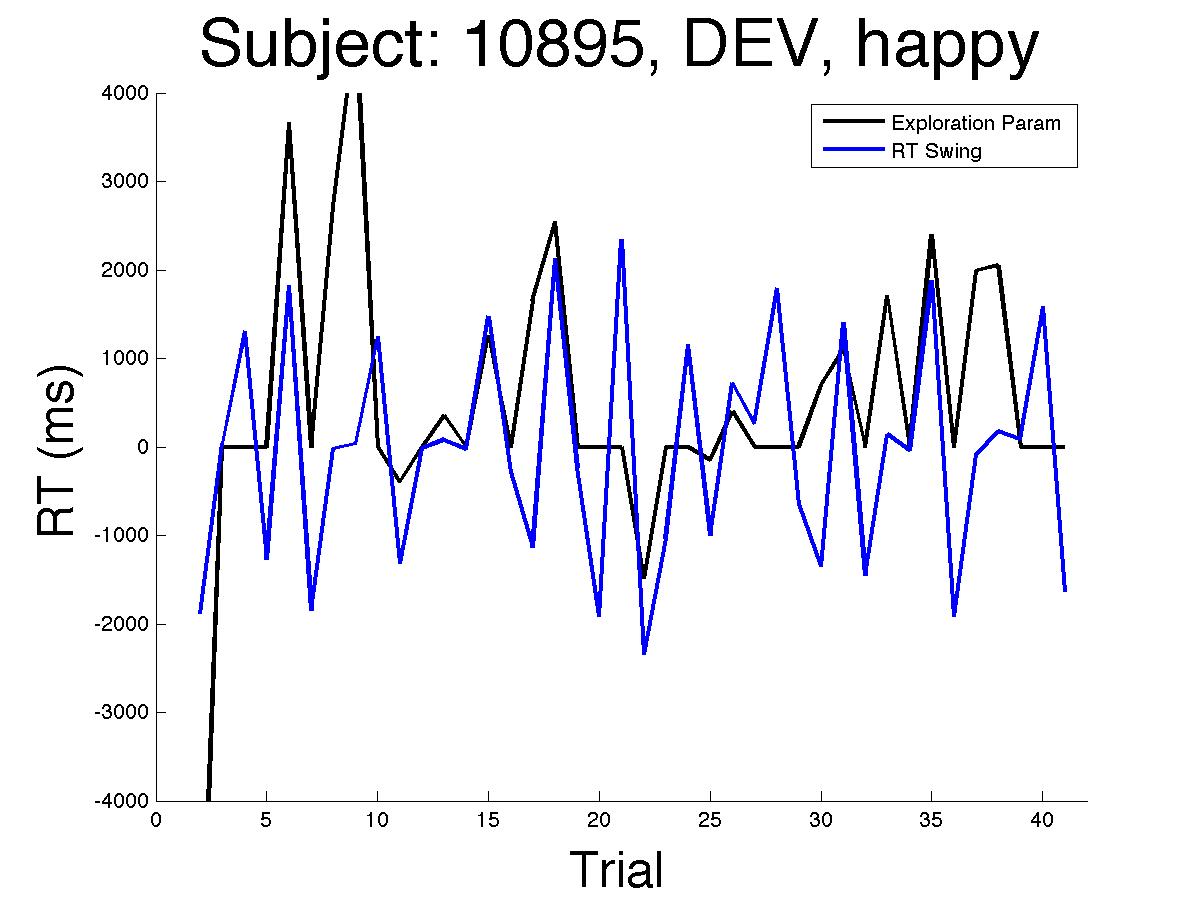 Subject: 10895, DEV, happy
4000
3000
2000
1000
0
-1000
-2000
-3000
-4000
RT (ms)
Exploration Param
RT Swing
0 5 10 15 20 25 30 35 40
Trial